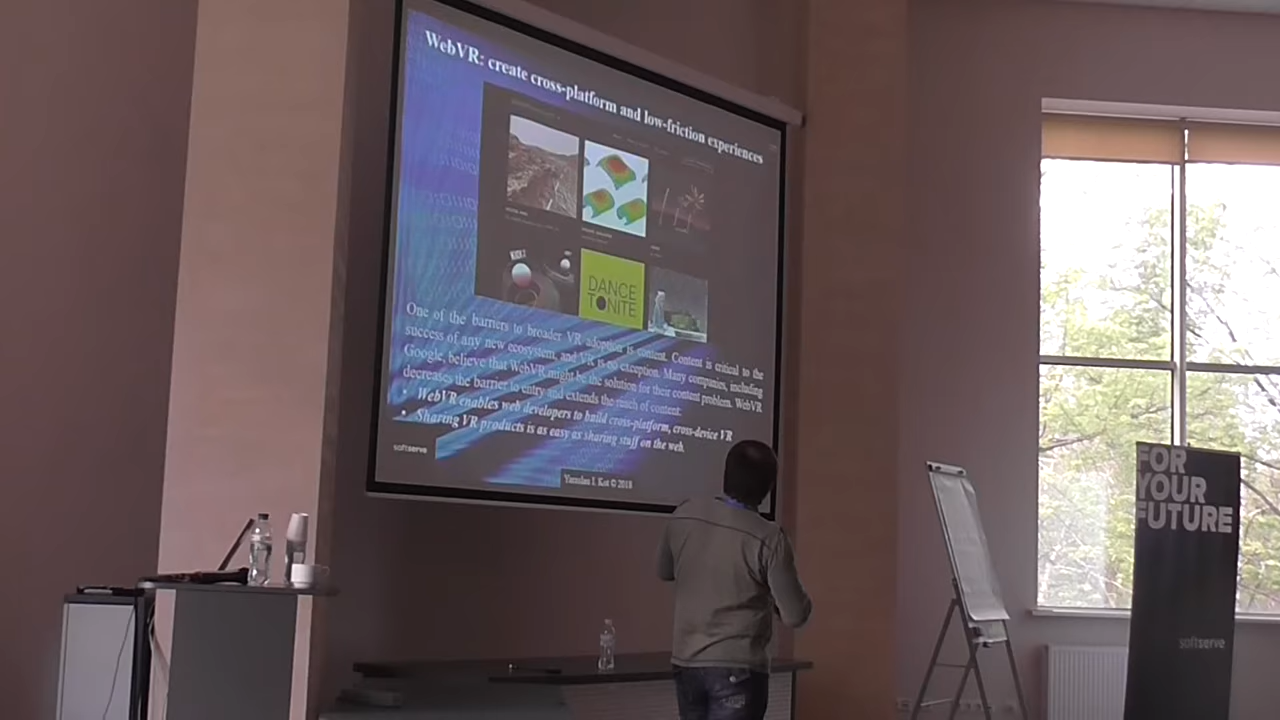 WebVR: create cross-platform and low-friction experiences
KICK
DANCE
TONITE
One of the barriers to broader VR adoption is content. Content is critical to the
success of any new ecosystem, and VR is no exception. Many companies, including
Google, believe that WebVR might be the solution for their content problem. WebVR
decreases the barrier to entry and extends the reach of content:
• WebVR enables web developers to build cross-platform, cross-device VR
• Sharing VR products is as easy as sharing stuff on the web.
softserve
Yaroslau I. Kot © 2018
FOR
YOUR
FUTURE
softserve